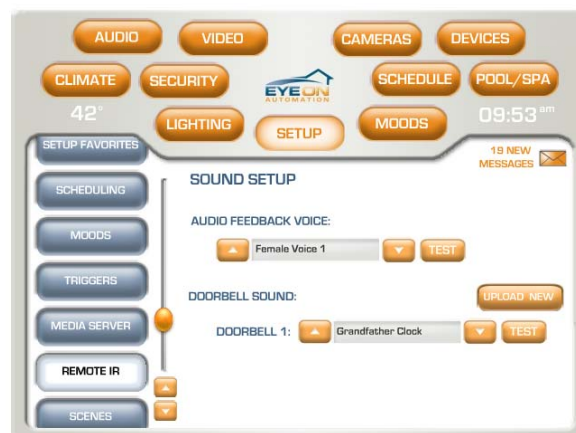 AUDIO
VIDEO
CAMERAS
DEVICES
CLIMATE
SECURITY
EYEON
AUTOMATION
SCHEDULE
POOL/SPA
42°
LIGHTING
SETUP
MOODS
09:53 am
SETUP FAVORITES
19 NEW
MESSAGES
SCHEDULING
SOUND SETUP
MOODS
AUDIO FEEDBACK VOICE:
Female Voice 1
TEST
TRIGGERS
DOORBELL SOUND:
UPLOAD NEW
MEDIA SERVER
DOORBELL 1:
Grandfather Clock
TEST
REMOTE IR
SCENES